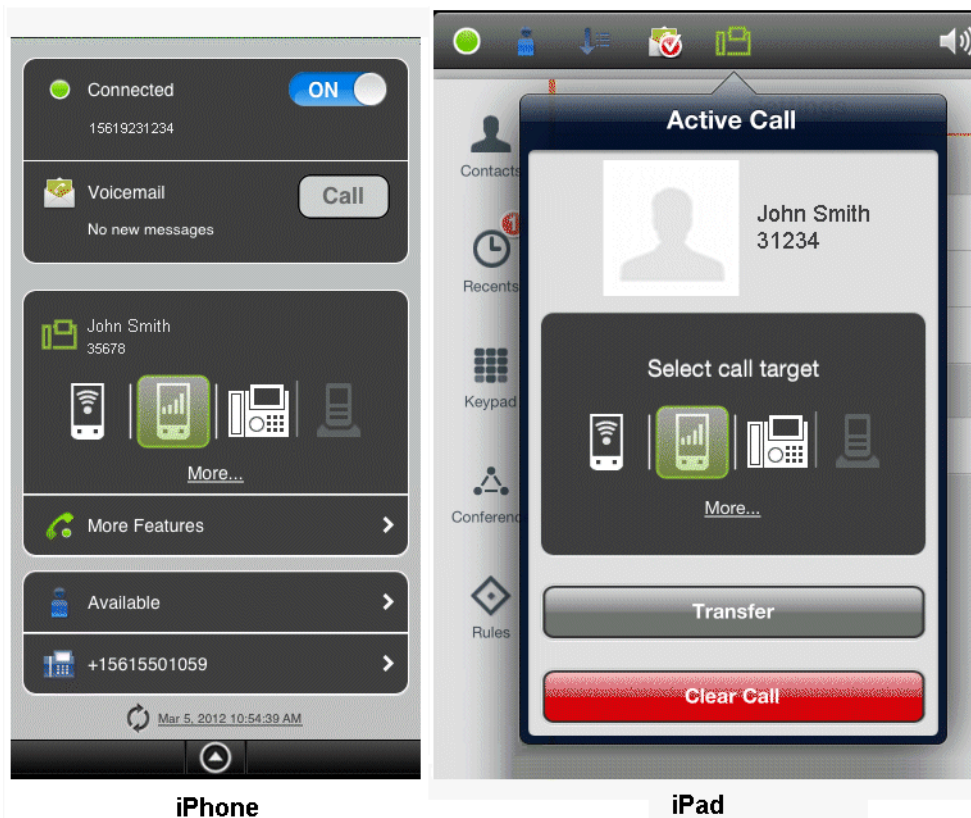 Connected
ON
15619231234
Voicemail
Call
No new messages
John Smith
35678
More...
More Features
Available
+15615501059
Mar 5, 2012 10:54:39 AM
iPhone
Active Call
Contacts
1
Recents
Keypad
Conferenc
Rules
John Smith
31234
Select call target
More...
Transfer
Clear Call
iPad